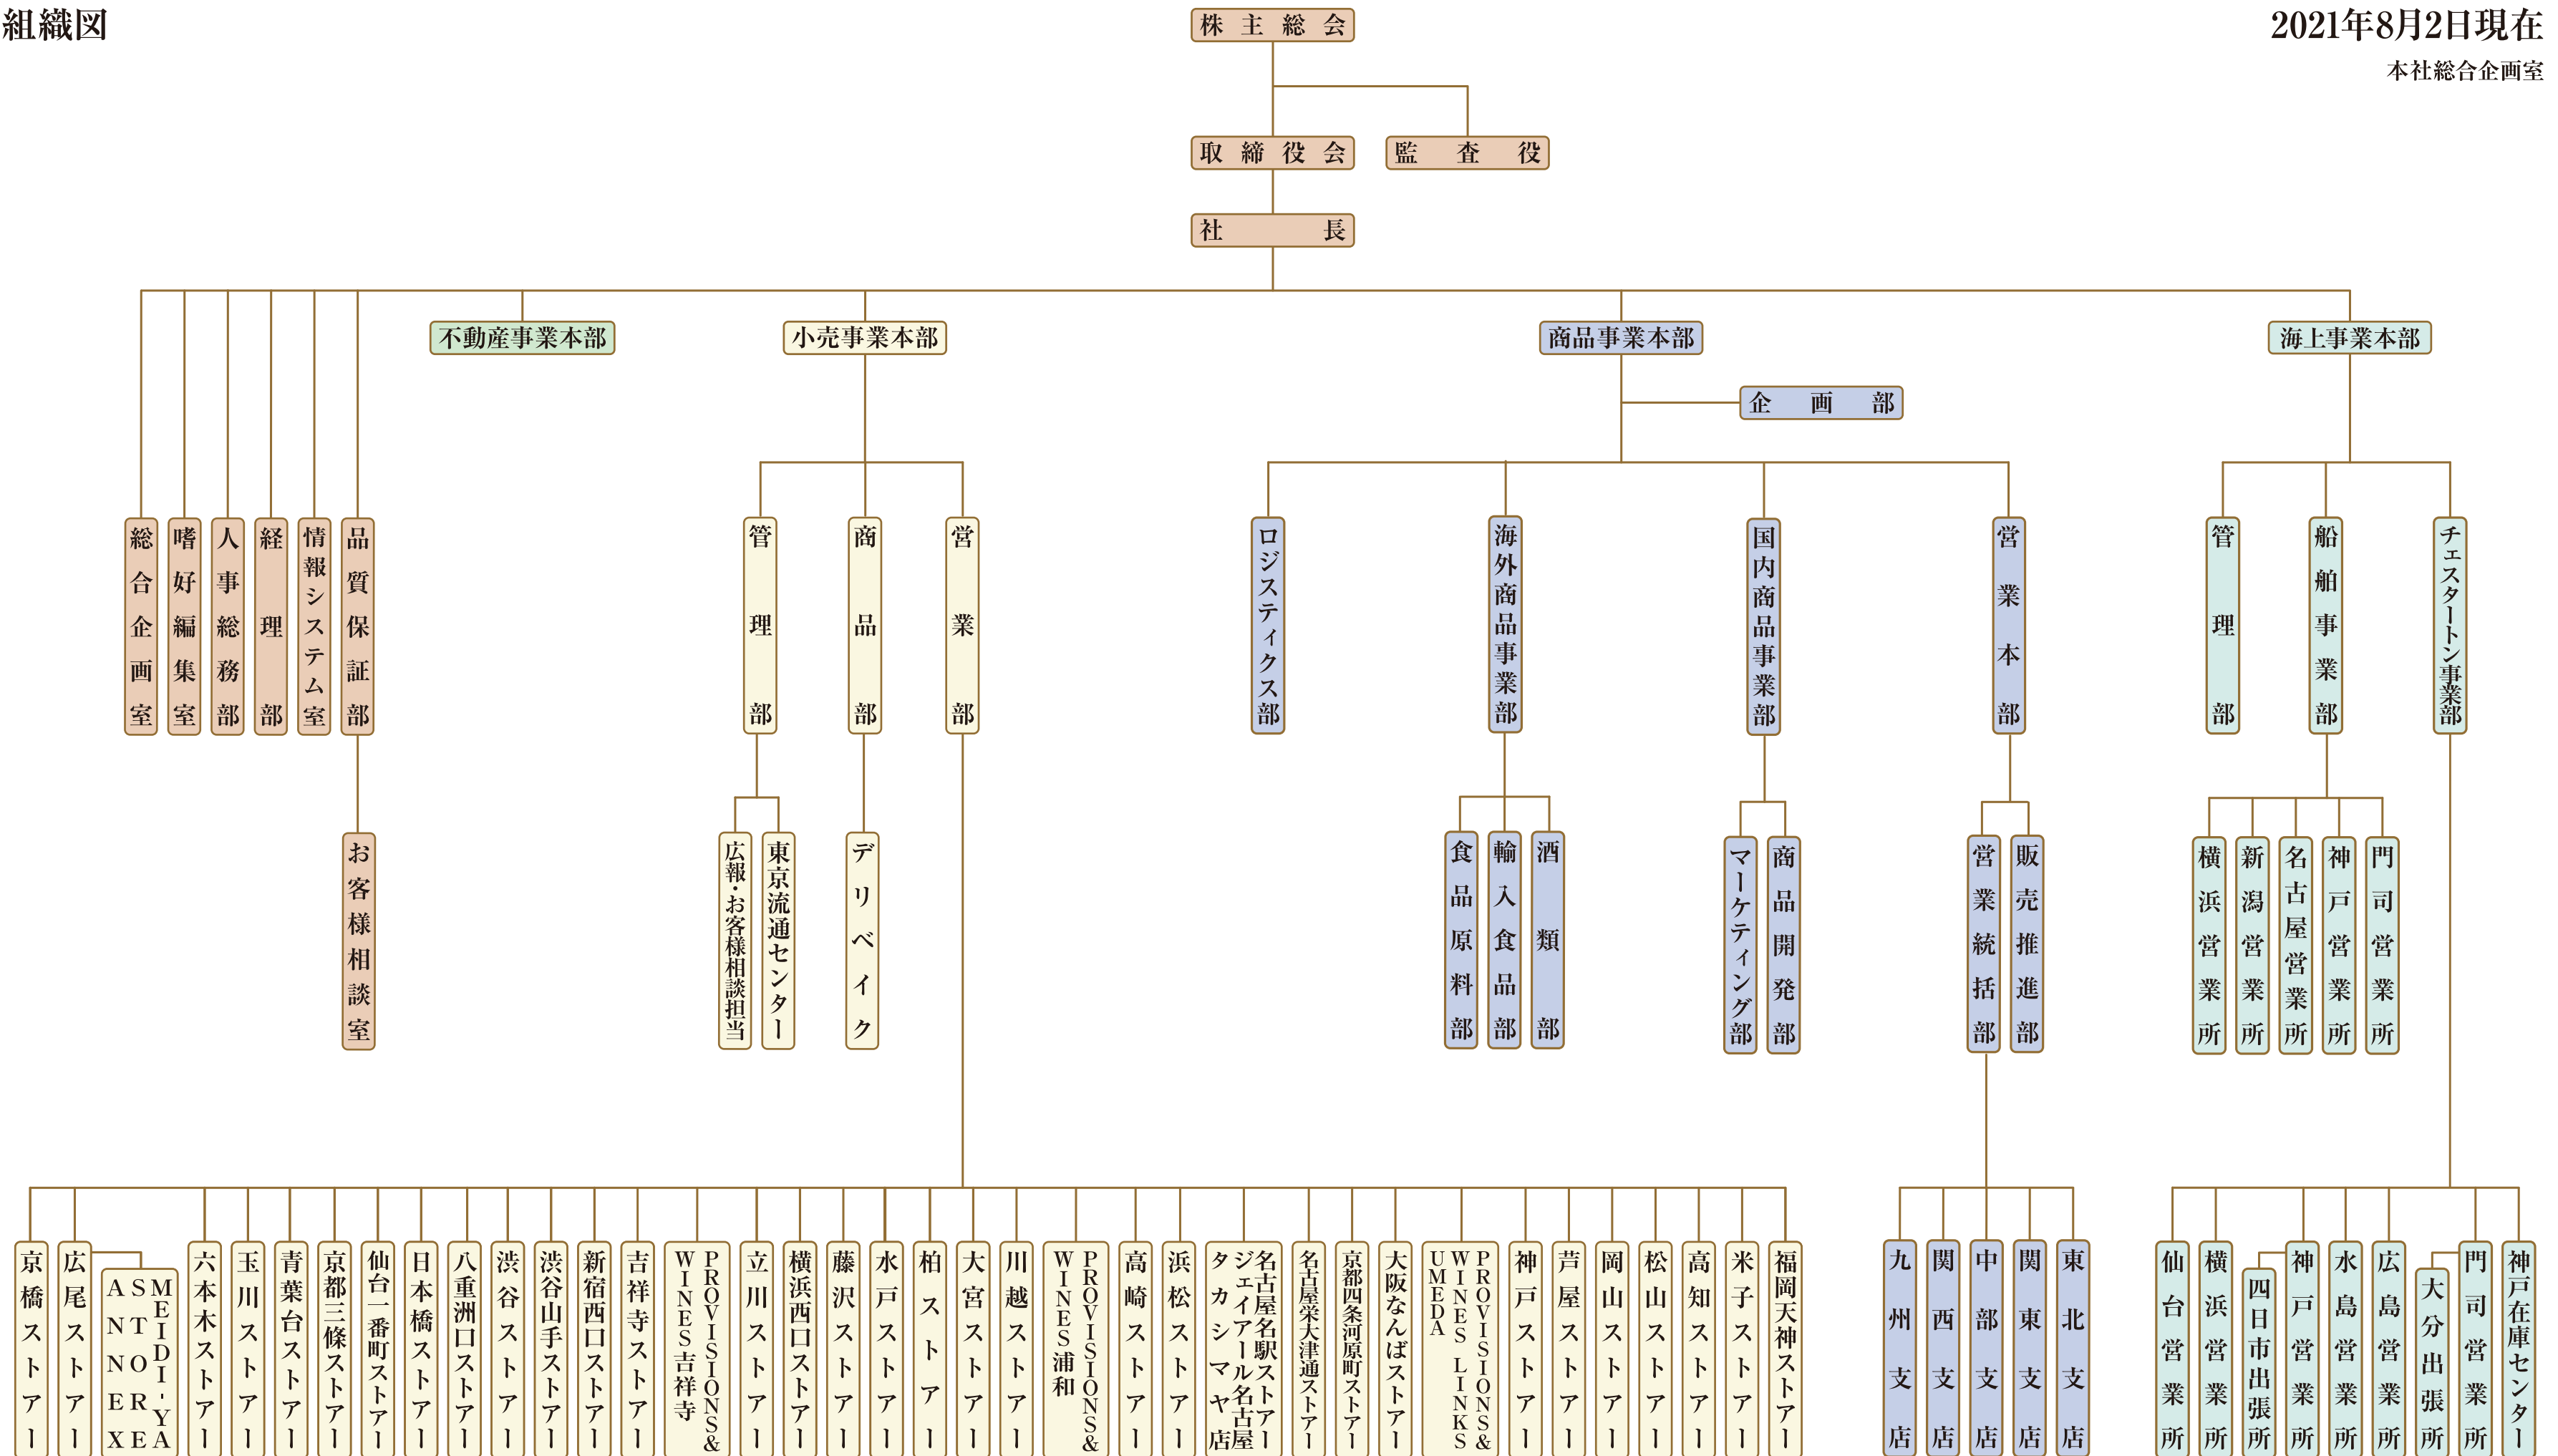 組織図
2021年8月2日現在
本社総合企画室
株主総会
取締役会
監査役
社長
不動産事業本部
小売事業本部
商品事業本部
海上事業本部
企画部
総合企画室
嗜好編集室
人事総務部
経理部
情報システム室
品質保証部
管理部
商品部
営業部
ロジスティクス部
海外商品事業部
国内商品事業部
営業本部
管理部
船舶事業部
チェスタートン事業部
お客様相談室
広報・お客様相談担当
東京流通センター
デリベイク
食品原料部
輸入食品部
酒類部
マーケティング部
商品開発部
営業統括部
販売推進部
横浜営業所
新潟営業所
名古屋営業所
神戸営業所
門司営業所
京橋ストアー
広尾ストアー
MEIDI-YA
STORE
ANNEX
六本木ストアー
玉川ストアー
青葉台ストアー
京都三條ストアー
仙台一番町ストアー
日本橋ストアー
八重洲口ストアー
渋谷ストアー
渋谷山手ストアー
新宿西口ストアー
吉祥寺ストアー
PROVISIONS&
WINES吉祥寺
立川ストアー
横浜西口ストアー
藤沢ストアー
水戸ストアー
柏ストアー
大宮ストアー
川越ストアー
PROVISIONS&
WINES浦和
高崎ストアー
浜松ストアー
名古屋名駅ストアー
ジェイアール名古屋
タカシマヤ店
名古屋栄大津通ストアー
京都四条河原町ストアー
大阪なんばストアー
PROVISIONS&
WINES LINKS
UMEDA
神戸ストアー
芦屋ストアー
岡山ストアー
松山ストアー
高知ストアー
米子ストアー
福岡天神ストアー
九州支店
関西支店
中部支店
関東支店
東北支店
仙台営業所
横浜営業所
四日市出張所
神戸営業所
水島営業所
広島営業所
大分出張所
門司営業所
神戸在庫センター